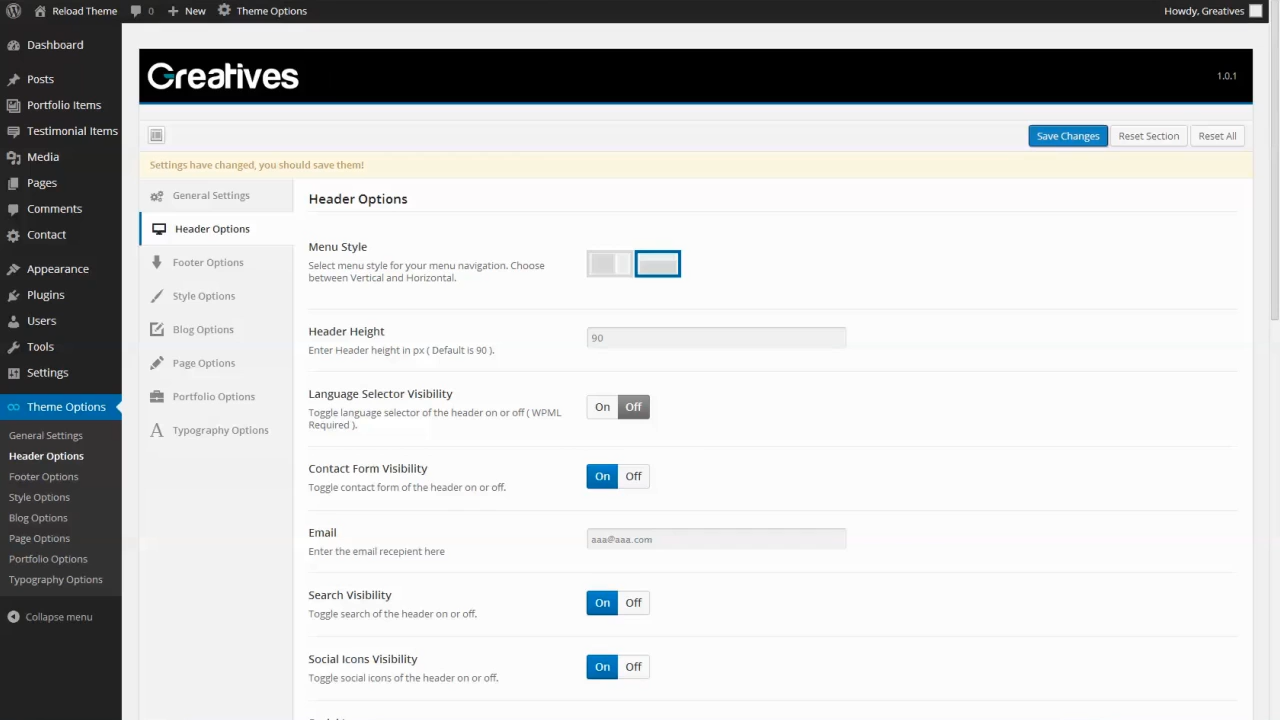 Reload Theme
0
New
Theme Options
Howdy, Greatives
Dashboard
Posts
Portfolio Items
Testimonial Items
Media
Pages
Comments
Contact
Appearance
Plugins
Users
Tools
Settings
Theme Options
General Settings
Header Options
Footer Options
Style Options
Blog Options
Page Options
Portfolio Options
Typography Options
Collapse menu
Greatives
1.0.1
Save Changes
Reset Section
Reset All
Settings have changed, you should save them!
General Settings
Header Options
Footer Options
Style Options
Blog Options
Page Options
Portfolio Options
Typography Options
Header Options
Menu Style
Select menu style for your menu navigation. Choose
between Vertical and Horizontal.
Header Height
Enter Header height in px ( Default is 90 ).
90
Language Selector Visibility
Toggle language selector of the header on or off ( WPML
Required ).
On Off
Contact Form Visibility
Toggle contact form of the header on or off.
On Off
Email
Enter the email recepient here
aaa@aaa.com
Search Visibility
Toggle search of the header on or off.
On Off
Social Icons Visibility
Toggle social icons of the header on or off.
On Off